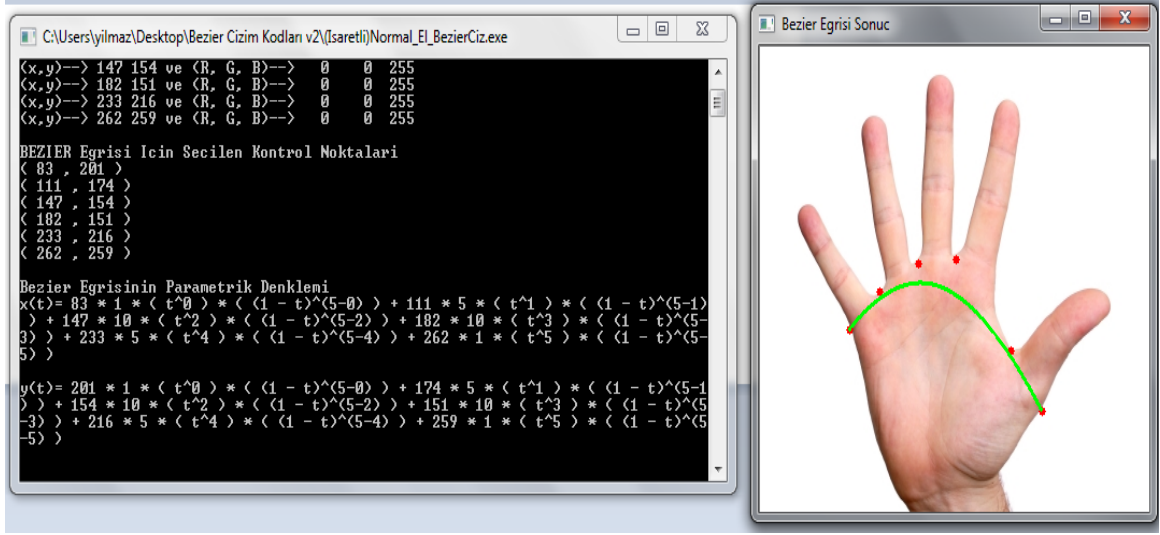 C:\Users\yilmaz\Desktop\Bezier Cizim Kodları v2\(Isaretli)Normal_El_BezierCiz.exe
(x,y)--> 147 154 ve (R, G, B)-->   0   0  255
(x,y)--> 182 151 ve (R, G, B)-->   0   0  255
(x,y)--> 233 216 ve (R, G, B)-->   0   0  255
(x,y)--> 262 259 ve (R, G, B)-->   0   0  255
BEZIER Egrisi Icin Secilen Kontrol Noktalari
( 83 , 201 )
( 111 , 174 )
( 147 , 154 )
( 182 , 151 )
( 233 , 216 )
( 262 , 259 )
Bezier Egrisinin Parametrik Denklemi
x(t)= 83 * 1 * ( t^0 ) * ( (1 - t)^(5-0) ) + 111 * 5 * ( t^1 ) * ( (1 - t)^(5-1)
 ) + 147 * 10 * ( t^2 ) * ( (1 - t)^(5-2) ) + 182 * 10 * ( t^3 ) * ( (1 - t)^(5-
3) ) + 233 * 5 * ( t^4 ) * ( (1 - t)^(5-4) ) + 262 * 1 * ( t^5 ) * ( (1 - t)^(5-
5) )
y(t)= 201 * 1 * ( t^0 ) * ( (1 - t)^(5-0) ) + 174 * 5 * ( t^1 ) * ( (1 - t)^(5-1
) ) + 154 * 10 * ( t^2 ) * ( (1 - t)^(5-2) ) + 151 * 10 * ( t^3 ) * ( (1 - t)^(5
-3) ) + 216 * 5 * ( t^4 ) * ( (1 - t)^(5-4) ) + 259 * 1 * ( t^5 ) * ( (1 - t)^(5
-5) )
Bezier Egrisi Sonuc